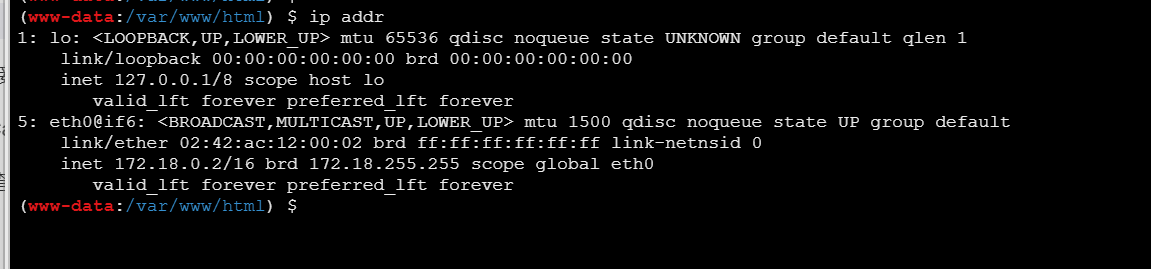 (www-data:/var/www/html) $ ip addr
1: lo: <LOOPBACK,UP,LOWER_UP> mtu 65536 qdisc noqueue state UNKNOWN group default qlen 1
    link/loopback 00:00:00:00:00:00 brd 00:00:00:00:00:00
    inet 127.0.0.1/8 scope host lo
       valid_lft forever preferred_lft forever
5: eth0@if6: <BROADCAST,MULTICAST,UP,LOWER_UP> mtu 1500 qdisc noqueue state UP group default
    link/ether 02:42:ac:12:00:02 brd ff:ff:ff:ff:ff:ff link-netnsid 0
    inet 172.18.0.2/16 brd 172.18.255.255 scope global eth0
       valid_lft forever preferred_lft forever
(www-data:/var/www/html) $